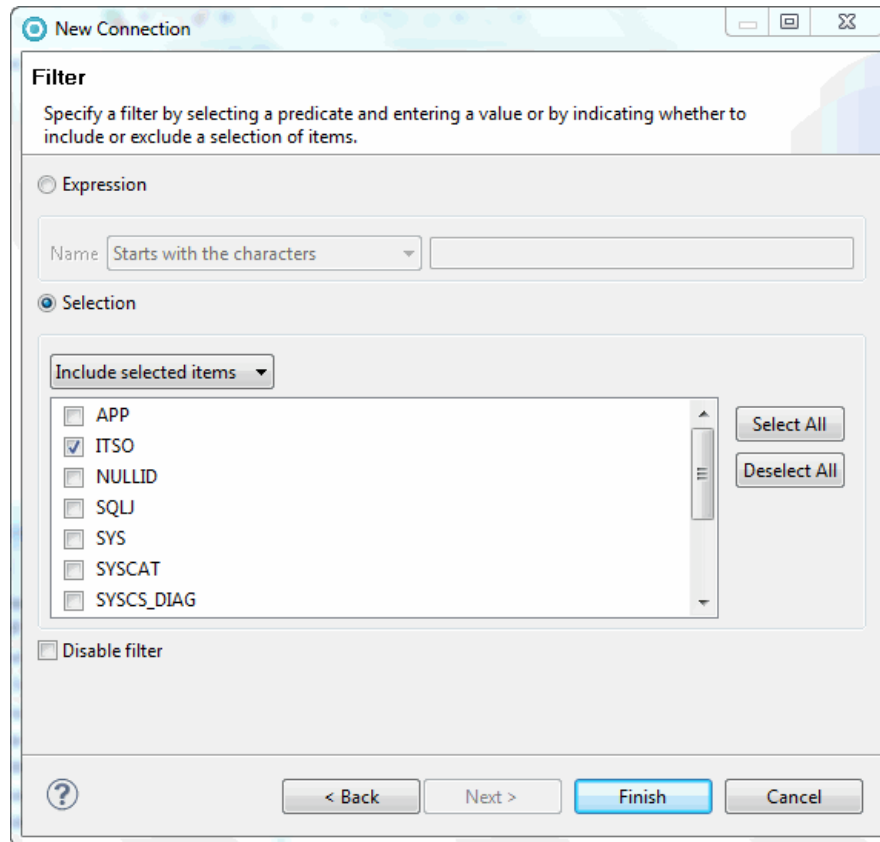 New Connection
Filter
Specify a filter by selecting a predicate and entering a value or by indicating whether to
include or exclude a selection of items.
Expression
Name Starts with the characters
Selection
Include selected items
APP
ITSO
NULLID
SQLJ
SYS
SYSCAT
SYSCS_DIAG
Select All
Deselect All
Disable filter
?
< Back Next > Finish Cancel